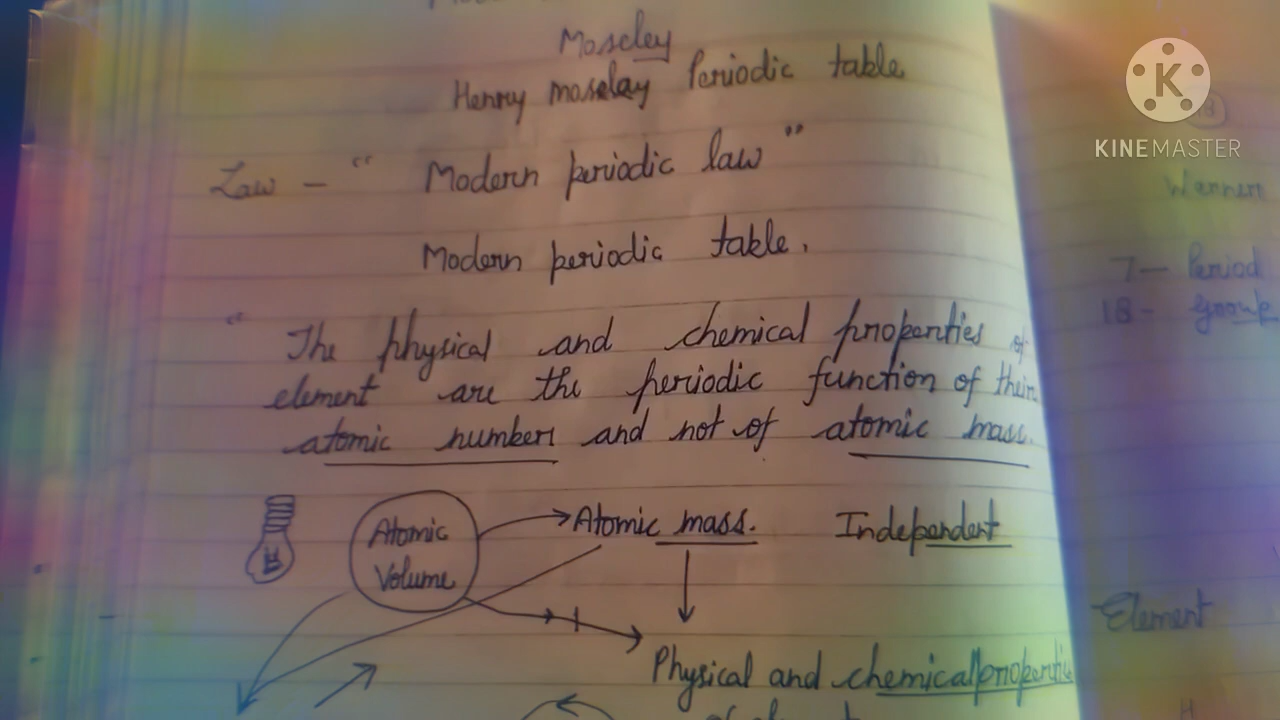 Moseley
Henry moselay Periodic table
Law - " Modern periodic law "
Modern periodic table.
" The physical and chemical properties of
element are the periodic function of their
atomic number and not of atomic mass.
Atomic
Volume
Atomic mass. Independent
Physical and chemical properties
KINEMASTER
7- Period
18- Group
Element